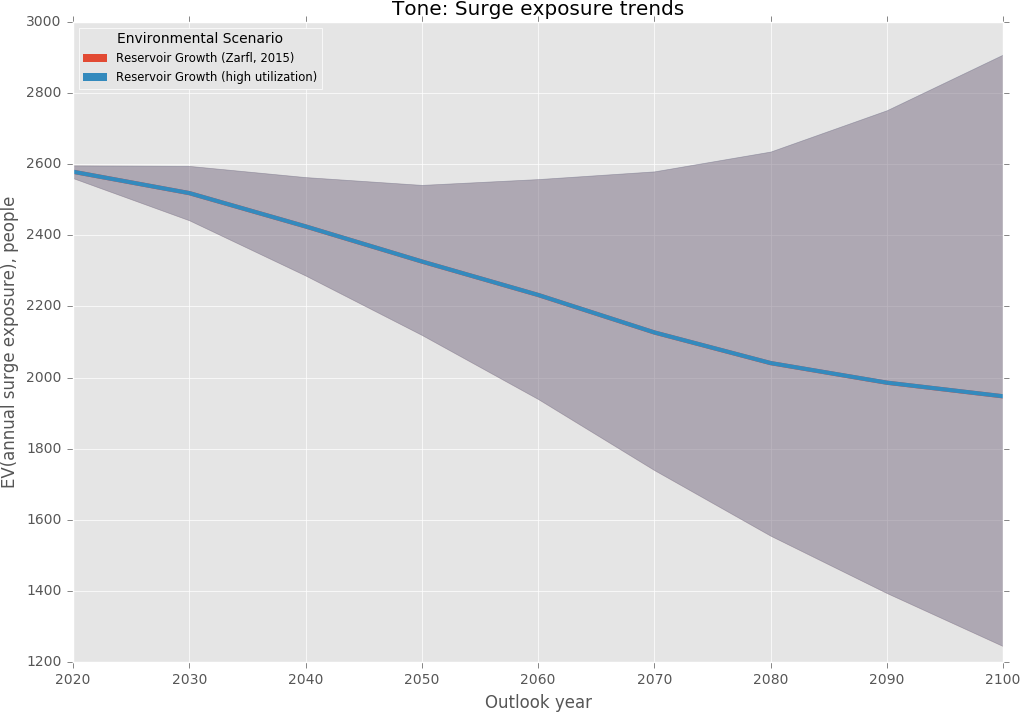 Tone: Surge exposure trends
Environmental Scenario
Reservoir Growth (Zarfl, 2015)
Reservoir Growth (high utilization)
EV(annual surge exposure), people
3000
2800
2600
2400
2200
2000
1800
1600
1400
1200
2020 2030 2040 2050 2060 2070 2080 2090 2100
Outlook year